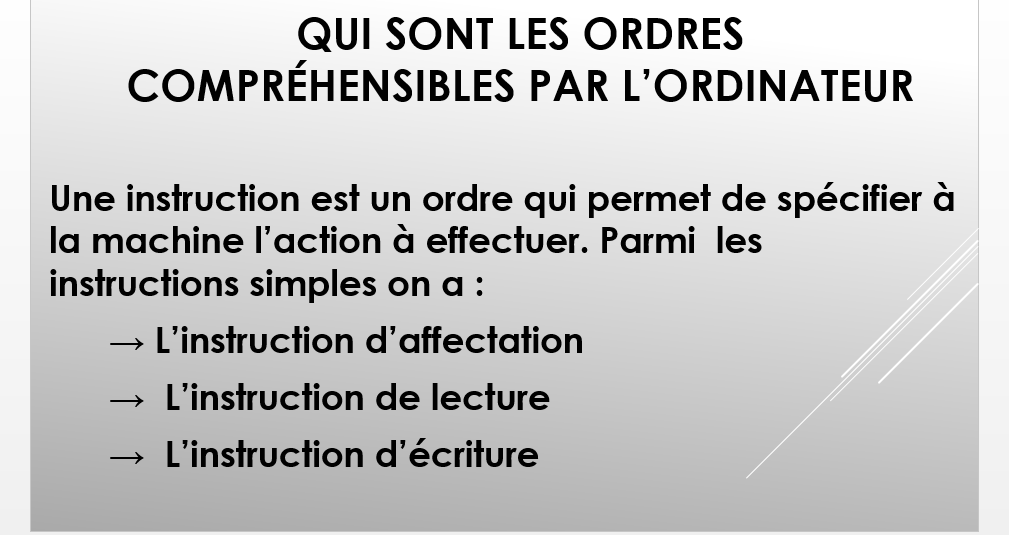 QUI SONT LES ORDRES
COMPRÉHENSIBLES PAR L’ORDINATEUR
Une instruction est un ordre qui permet de spécifier à
la machine l’action à effectuer. Parmi les
instructions simples on a :
→ L’instruction d’affectation
→ L’instruction de lecture
→ L’instruction d’écriture